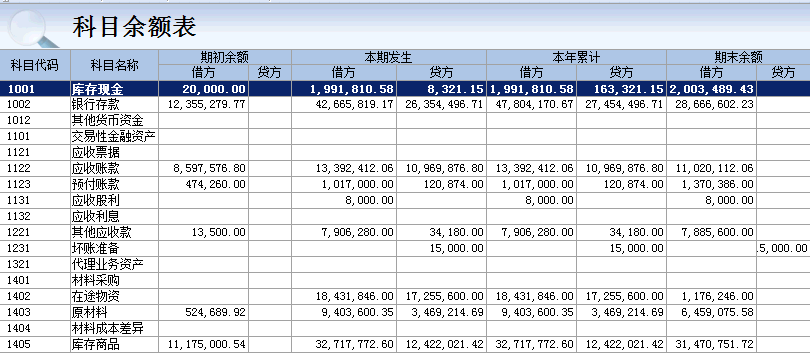 科目余额表
科目代码 科目名称 期初余额 本期发生 本年累计 期末余额
借方 贷方 借方 贷方 借方 贷方 借方 贷方
1001 库存现金 20,000.00 1,991,810.58 8,321.15 1,991,810.58 163,321.15 2,003,489.43
1002 银行存款 12,355,279.77 42,665,819.17 26,354,496.71 47,804,170.67 27,454,496.71 28,666,602.23
1012 其他货币资金
1101 交易性金融资产
1121 应收票据
1122 应收账款 8,597,576.80 13,392,412.06 10,969,876.80 13,392,412.06 10,969,876.80 11,020,112.06
1123 预付账款 474,260.00 1,017,000.00 120,874.00 1,017,000.00 120,874.00 1,370,386.00
1131 应收股利 8,000.00 8,000.00 8,000.00
1132 应收利息
1221 其他应收款 13,500.00 7,906,280.00 34,180.00 7,906,280.00 34,180.00 7,885,600.00
1231 坏账准备 15,000.00 15,000.00 5,000.00
1321 代理业务资产
1401 材料采购
1402 在途物资 18,431,846.00 17,255,600.00 18,431,846.00 17,255,600.00 1,176,246.00
1403 原材料 524,689.92 9,403,600.35 3,469,214.69 9,403,600.35 3,469,214.69 6,459,075.58
1404 材料成本差异
1405 库存商品 11,175,000.54 32,717,772.60 12,422,021.42 32,717,772.60 12,422,021.42 31,470,751.72